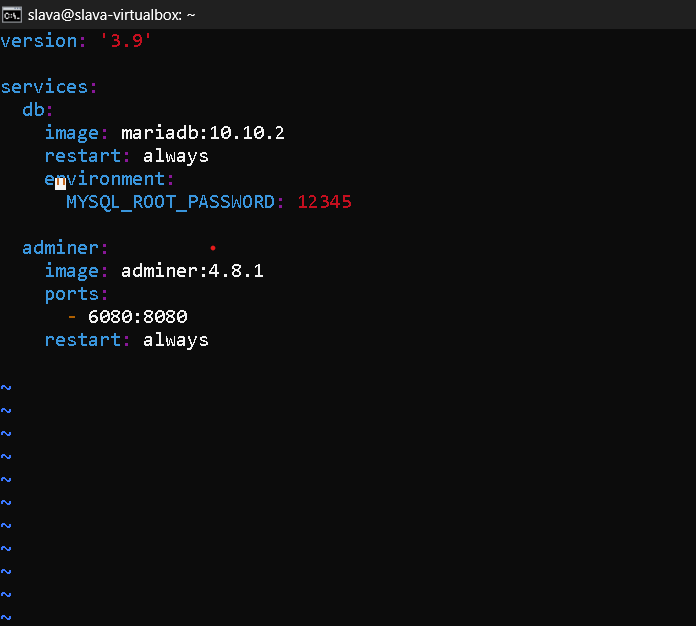 slava@slava-virtualbox: ~
version: '3.9'
services:
  db:
    image: mariadb:10.10.2
    restart: always
    environment:
      MYSQL_ROOT_PASSWORD: 12345
  adminer:
    image: adminer:4.8.1
    ports:
      - 6080:8080
    restart: always
~
~
~
~
~
~
~
~
~
~
~